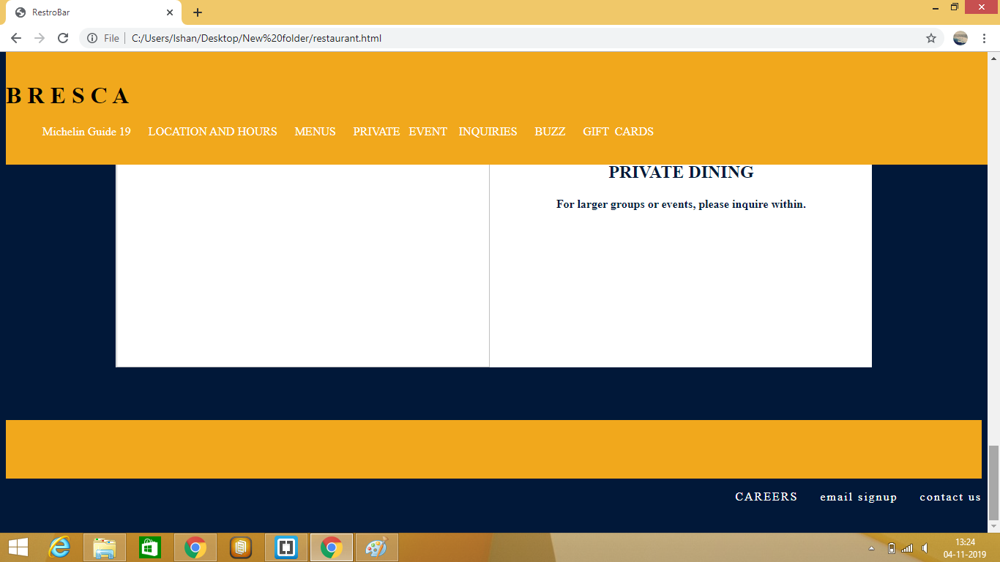 RestroBar
File C:/Users/Ishan/Desktop/New%20folder/restaurant.html
B R E S C A
Michelin Guide 19 LOCATION AND HOURS MENUS PRIVATE EVENT INQUIRIES BUZZ GIFT CARDS
PRIVATE DINING
For larger groups or events, please inquire within.
CAREERS email signup contact us
13:24
04-11-2019